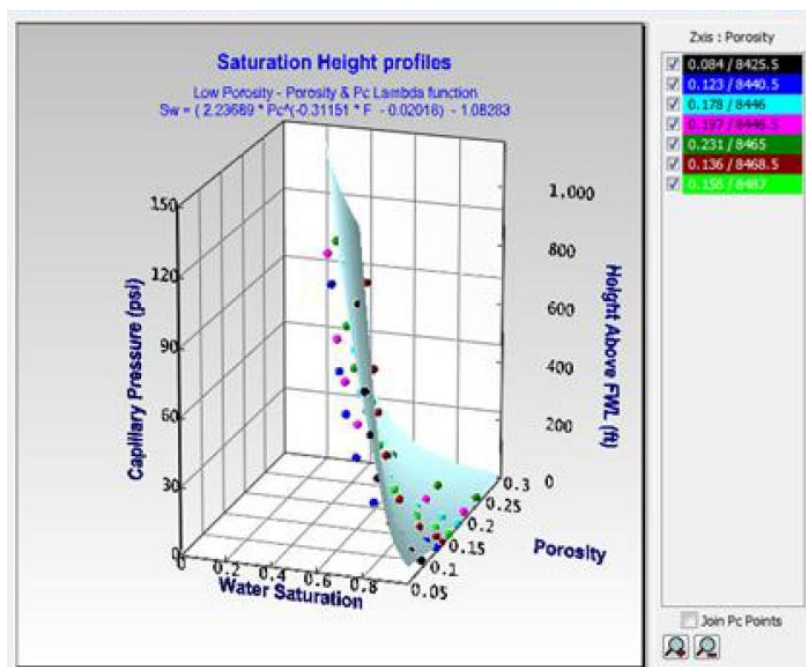 Saturation Height profiles
Low Porosity - Porosity & Pc Lambda function
Sw = ( 2.23689 * Pc^(-0.31151 * F - 0.02016) - 1.08283
Capillary Pressure (psi)
150
120
90
60
30
0
0
0.2
0.4
0.6
0.8
Water Saturation
0.05
0.1
0.15
0.2
0.25
0.3
Porosity
1,000
800
600
400
200
0
Height Above FWL (ft)
Zxis : Porosity
0.084 / 8425.5
0.123 / 8440.5
0.178 / 8446
0.197 / 8446.5
0.231 / 8465
0.136 / 8468.5
0.156 / 8487
Join Pc Points